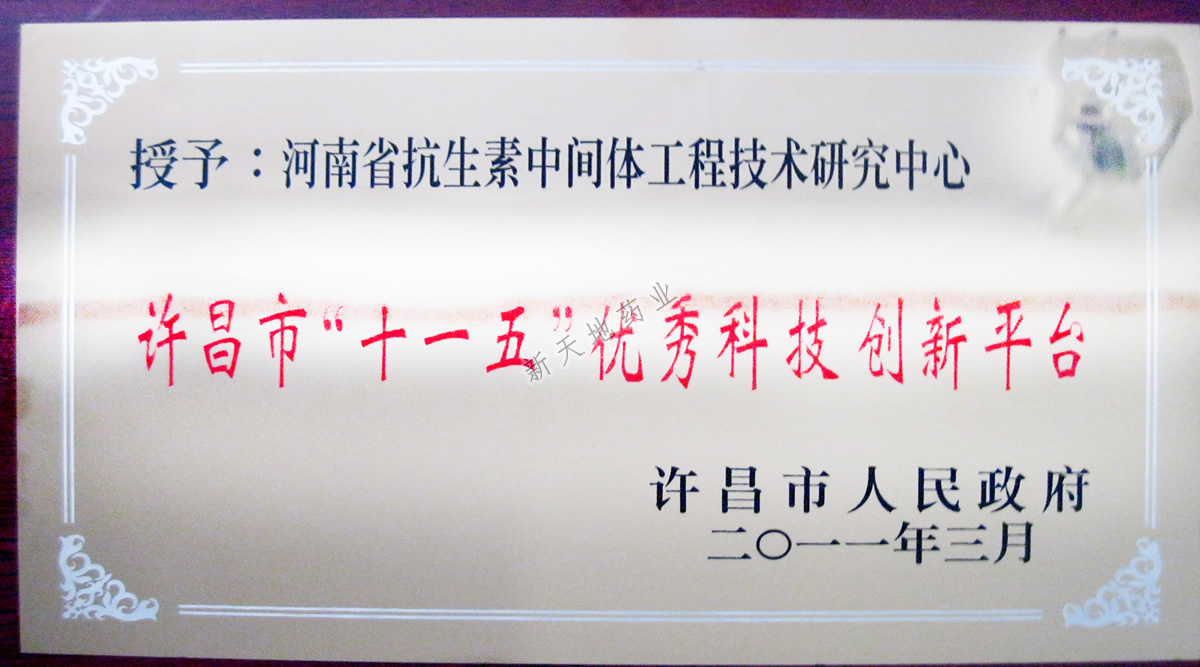 授予：河南省抗生素中间体工程技术研究中心
许昌市“十一五”优秀科技创新平台
新天地药业
许昌市人民政府
二〇一一年三月